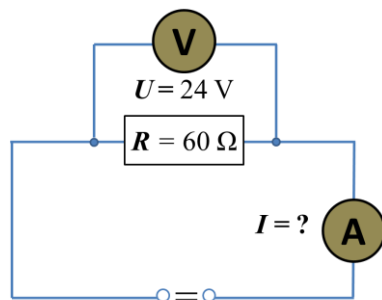 V
U = 24 V
R = 60 Ω
I = ?
A
=